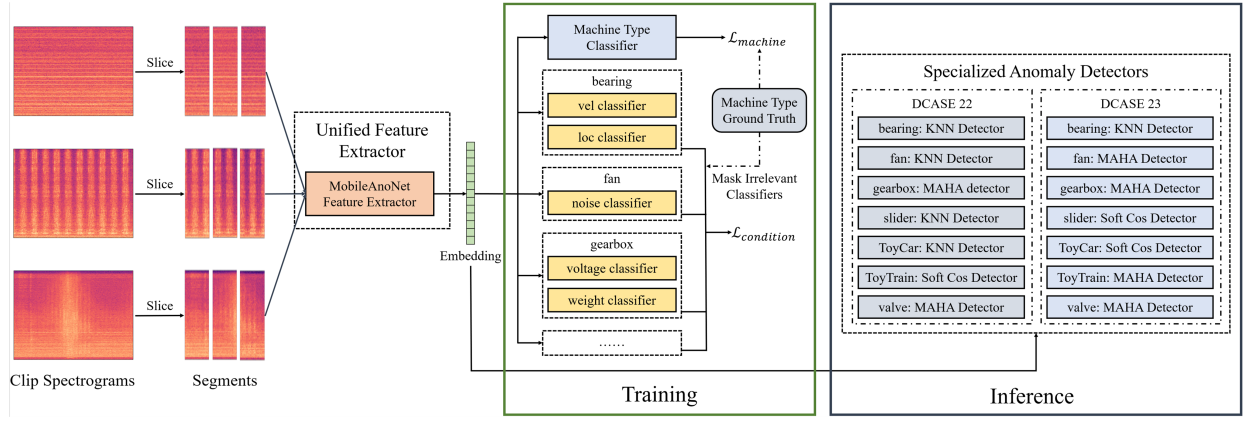 Slice
Slice
Slice
Clip Spectrograms
Segments
Unified Feature
Extractor
MobileAnoNet
Feature Extractor
Embedding
Machine Type
Classifier
ℒmachine
bearing
vel classifier
loc classifier
Machine Type
Ground Truth
Mask Irrelevant
Classifiers
fan
noise classifier
ℒcondition
gearbox
voltage classifier
weight classifier
......
Training
Specialized Anomaly Detectors
DCASE 22
bearing: KNN Detector
fan: KNN Detector
gearbox: MAHA detector
slider: KNN Detector
ToyCar: KNN Detector
ToyTrain: Soft Cos Detector
valve: MAHA Detector
DCASE 23
bearing: KNN Detector
fan: MAHA Detector
gearbox: MAHA Detector
slider: Soft Cos Detector
ToyCar: Soft Cos Detector
ToyTrain: MAHA Detector
valve: MAHA Detector
Inference